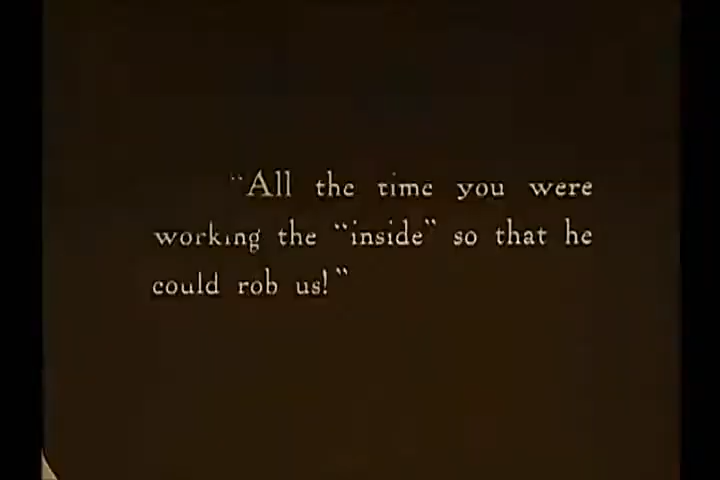 "All the time you were
working the "inside" so that he
could rob us!"